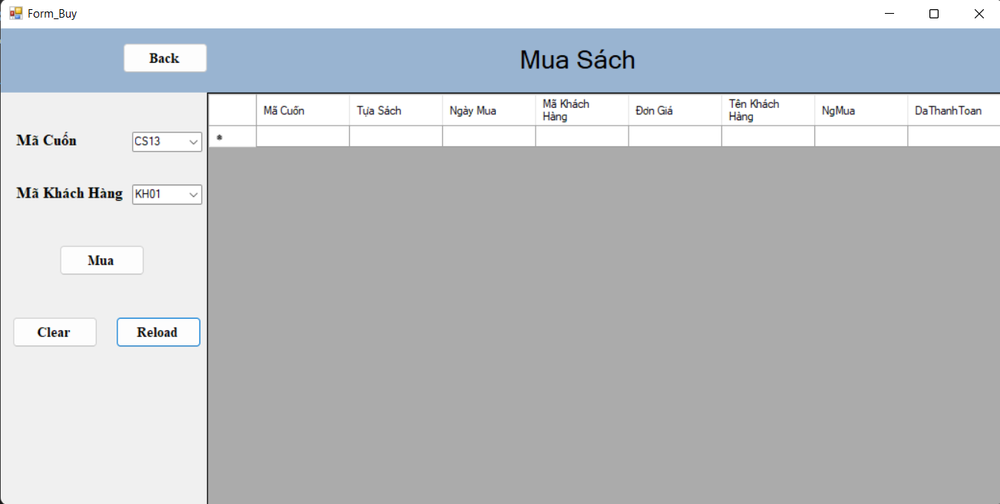 Form_Buy
Back
Mua Sách
Mã Cuốn
CS13
Mã Khách Hàng
KH01
Mua
Clear
Reload
Mã Cuốn
Tựa Sách
Ngày Mua
Mã Khách
Hàng
Đơn Giá
Tên Khách
Hàng
NgMua
DaThanhToan